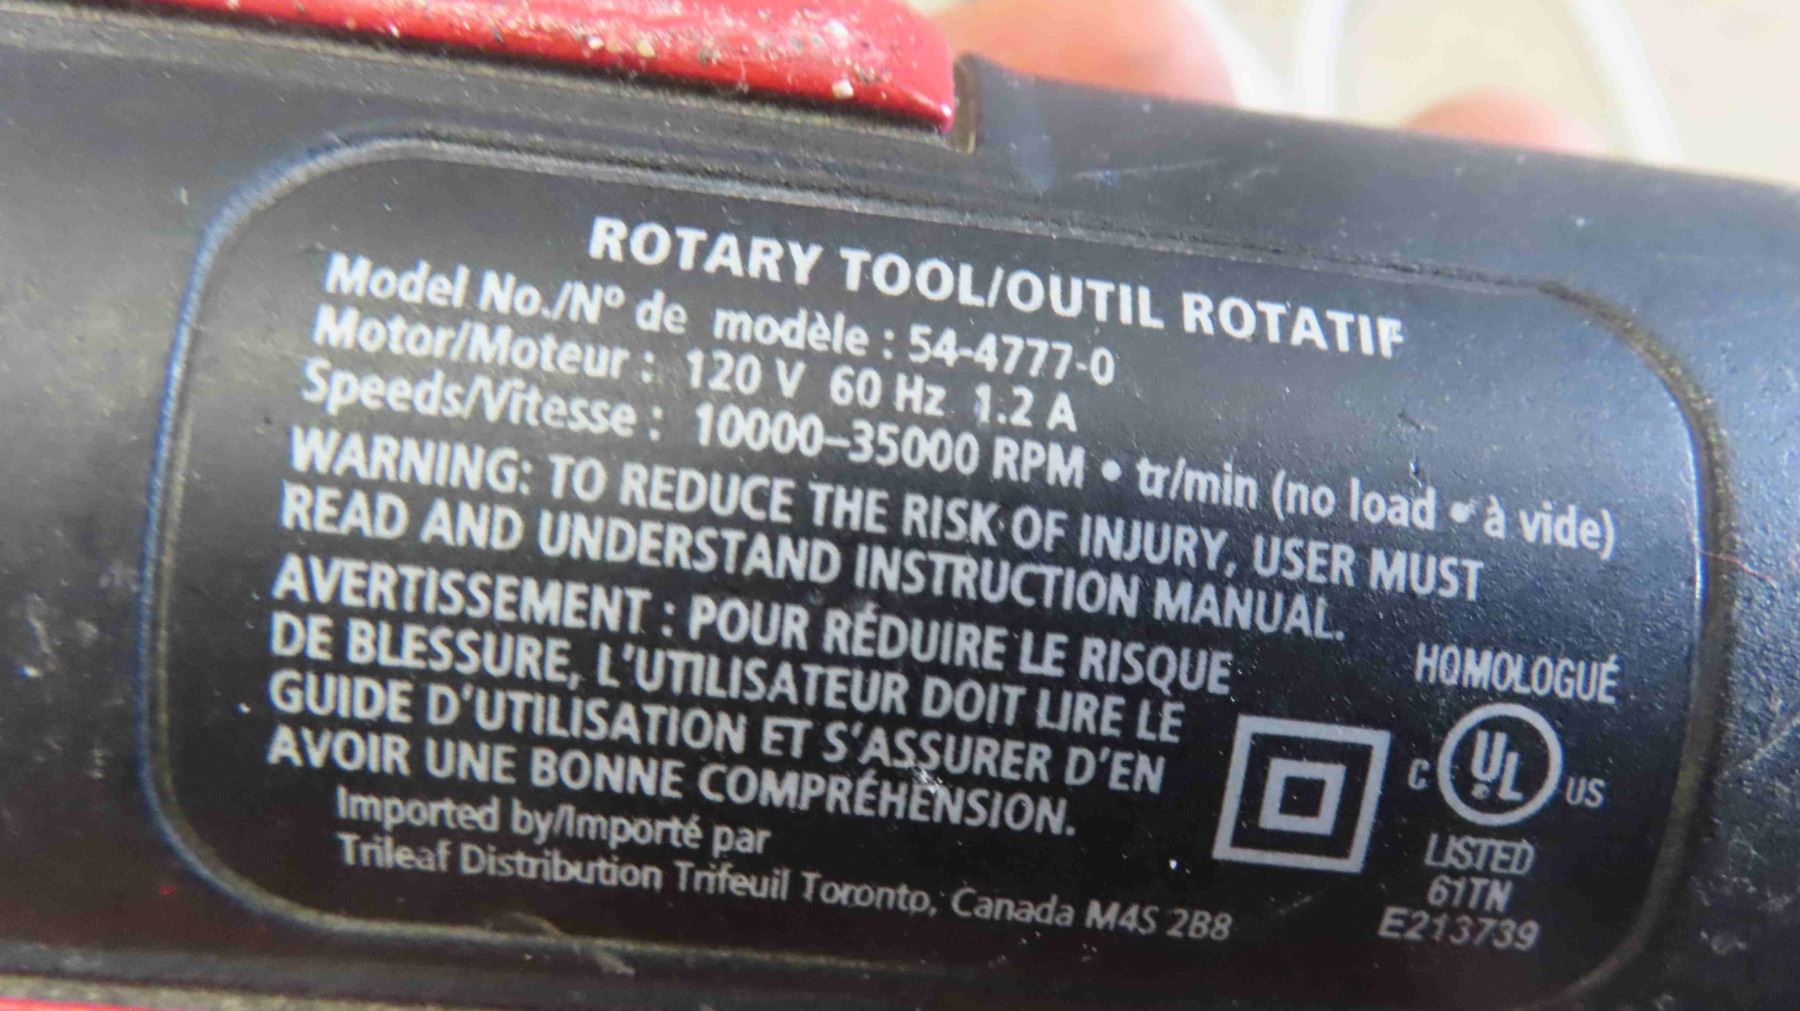 ROTARY TOOL/OUTIL ROTATIF
Model No./Nº de modèle : 54-4777-0
Motor/Moteur : 120 V 60 Hz 1.2 A
Speeds/Vitesse : 10000–35000 RPM • tr/min (no load • à vide)
WARNING: TO REDUCE THE RISK OF INJURY, USER MUST
READ AND UNDERSTAND INSTRUCTION MANUAL.
AVERTISSEMENT : POUR RÉDUIRE LE RISQUE
DE BLESSURE, L'UTILISATEUR DOIT LIRE LE
GUIDE D'UTILISATION ET S'ASSURER D'EN
AVOIR UNE BONNE COMPRÉHENSION.
Imported by/Importé par
Trileaf Distribution Trifeuil Toronto, Canada M4S 2B8
HOMOLOGUÉ
C UL US
LISTED
61TN
E213739